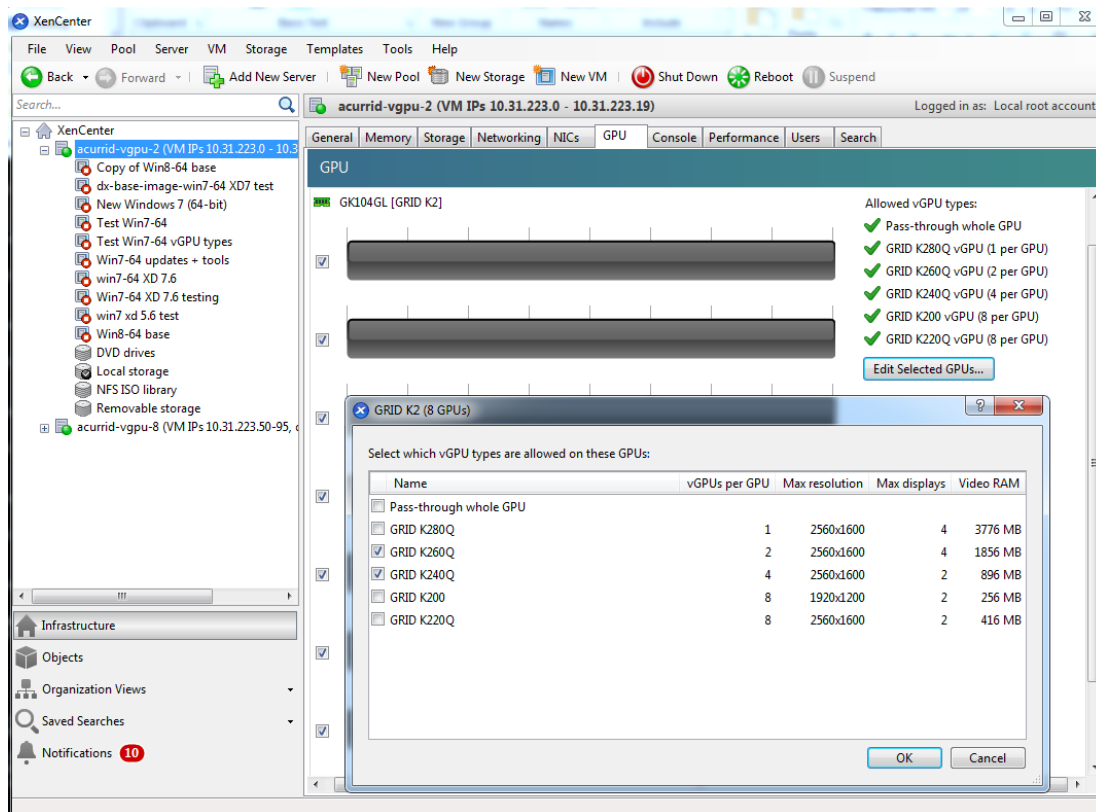 XenCenter
File View Pool Server VM Storage Templates Tools Help
Back Forward Add New Server New Pool New Storage New VM Shut Down Reboot Suspend
Search...
acurrid-vgpu-2 (VM IPs 10.31.223.0 - 10.31.223.19) Logged in as: Local root account
XenCenter
acurrid-vgpu-2 (VM IPs 10.31.223.0 - 10.3
Copy of Win8-64 base
dx-base-image-win7-64 XD7 test
New Windows 7 (64-bit)
Test Win7-64
Test Win7-64 vGPU types
Win7-64 updates + tools
win7-64 XD 7.6
Win7-64 XD 7.6 testing
win7 xd 5.6 test
Win8-64 base
DVD drives
Local storage
NFS ISO library
Removable storage
acurrid-vgpu-8 (VM IPs 10.31.223.50-95,
Infrastructure
Objects
Organization Views
Saved Searches
Notifications 10
General Memory Storage Networking NICs GPU Console Performance Users Search
GPU
GK104GL [GRID K2]
Allowed vGPU types:
Pass-through whole GPU
GRID K280Q vGPU (1 per GPU)
GRID K260Q vGPU (2 per GPU)
GRID K240Q vGPU (4 per GPU)
GRID K200 vGPU (8 per GPU)
GRID K220Q vGPU (8 per GPU)
Edit Selected GPUs...
GRID K2 (8 GPUs)
Select which vGPU types are allowed on these GPUs:
Name vGPUs per GPU Max resolution Max displays Video RAM
Pass-through whole GPU
GRID K280Q 1 2560x1600 4 3776 MB
GRID K260Q 2 2560x1600 4 1856 MB
GRID K240Q 4 2560x1600 2 896 MB
GRID K200 8 1920x1200 2 256 MB
GRID K220Q 8 2560x1600 2 416 MB
OK Cancel